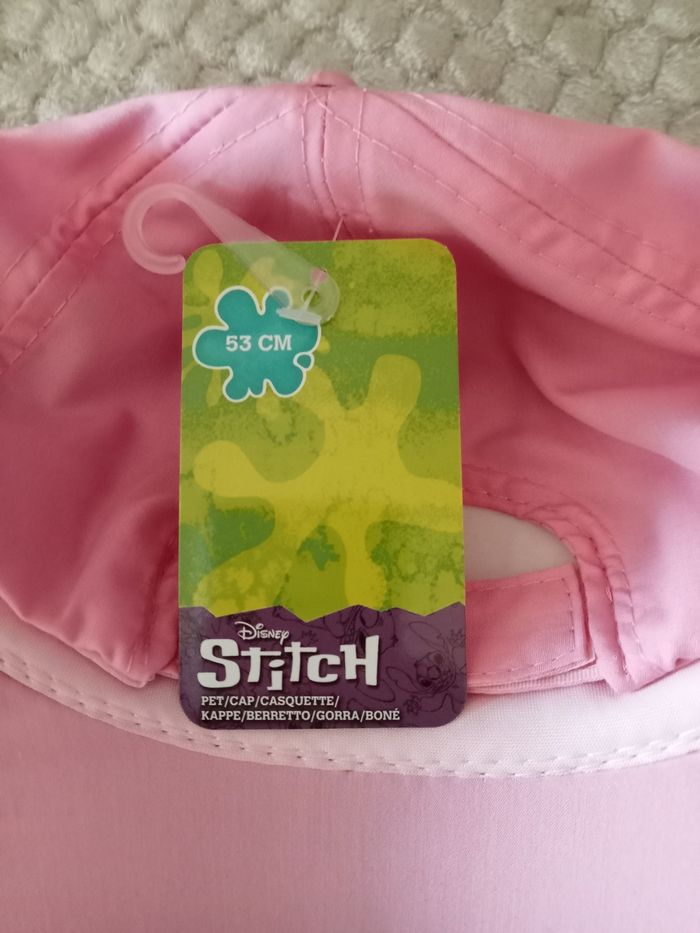 53 CM
Disney
Stitch
PET/CAP/CASQUETTE/
KAPPE/BERRETTO/GORRA/BONÉ